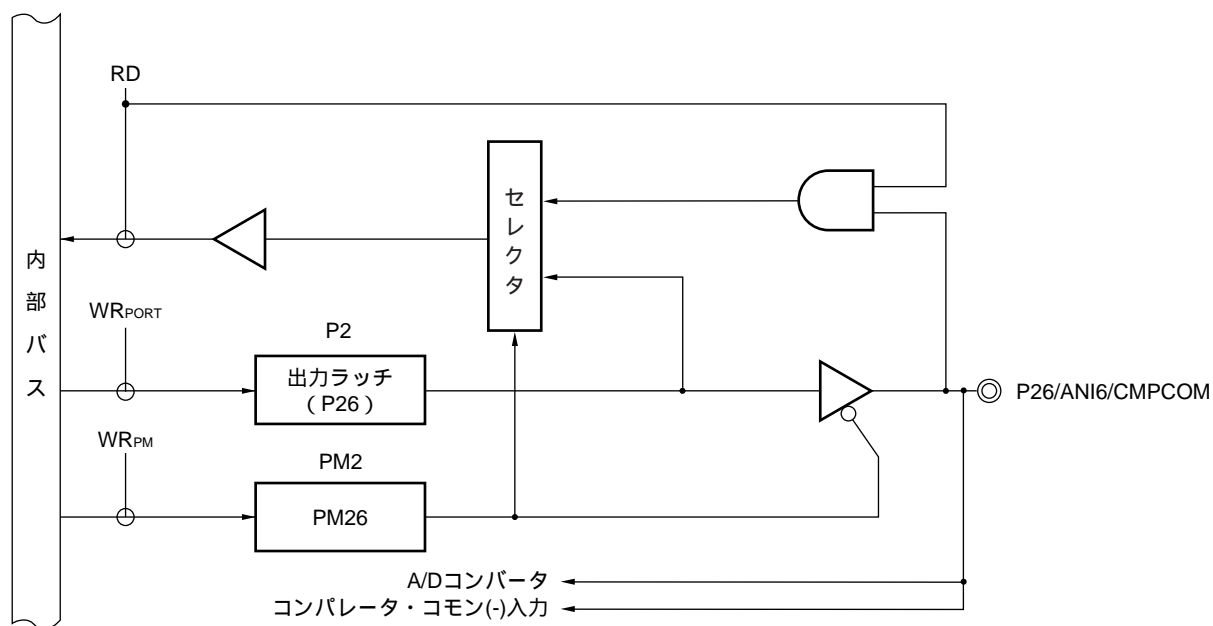 RD
セレクタ
内部バス
WRPORT
P2
出力ラッチ
（P26）
P26/ANI6/CMPCOM
WRPM
PM2
PM26
A/Dコンバータ
コンパレータ・コモン(-)入力